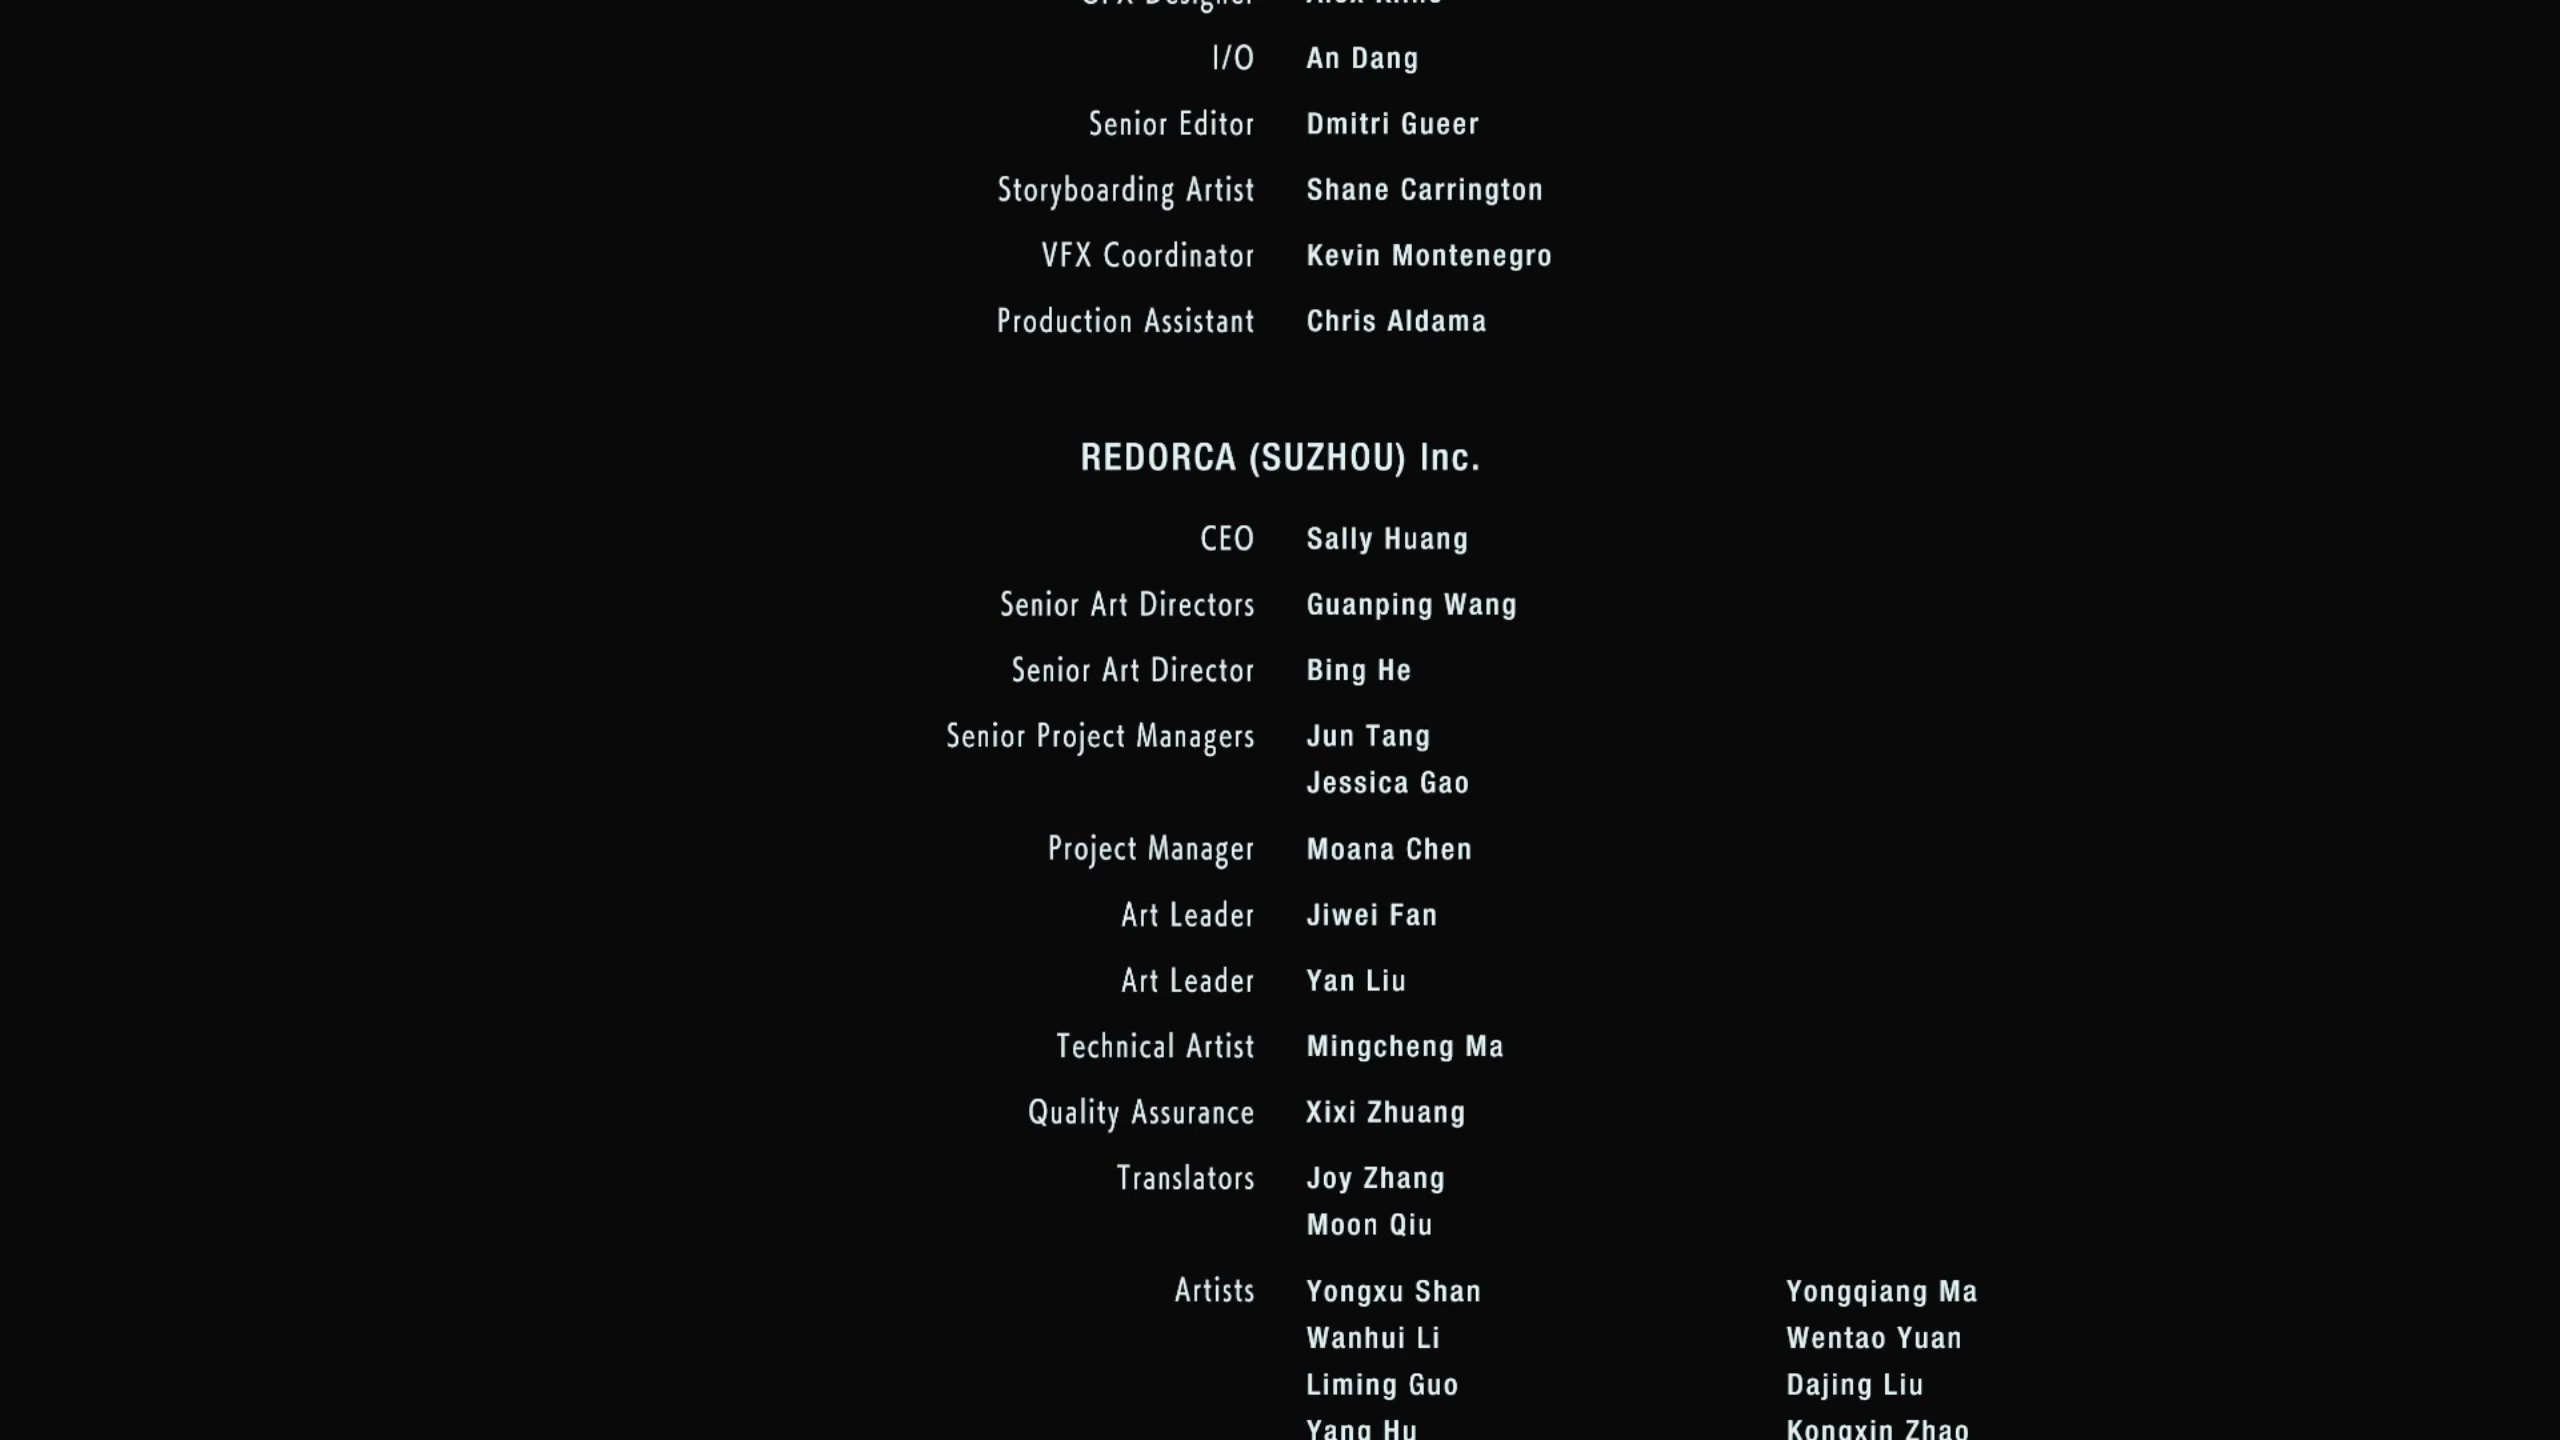 I/O An Dang
Senior Editor Dmitri Gueer
Storyboarding Artist Shane Carrington
VFX Coordinator Kevin Montenegro
Production Assistant Chris Aldama
REDORCA (SUZHOU) Inc.
CEO Sally Huang
Senior Art Directors Guanping Wang
Senior Art Director Bing He
Senior Project Managers Jun Tang
Jessica Gao
Project Manager Moana Chen
Art Leader Jiwei Fan
Art Leader Yan Liu
Technical Artist Mingcheng Ma
Quality Assurance Xixi Zhuang
Translators Joy Zhang
Moon Qiu
Artists Yongxu Shan Yongqiang Ma
Wanhui Li Wentao Yuan
Liming Guo Dajing Liu
Yang Hu Kongxin Zhao